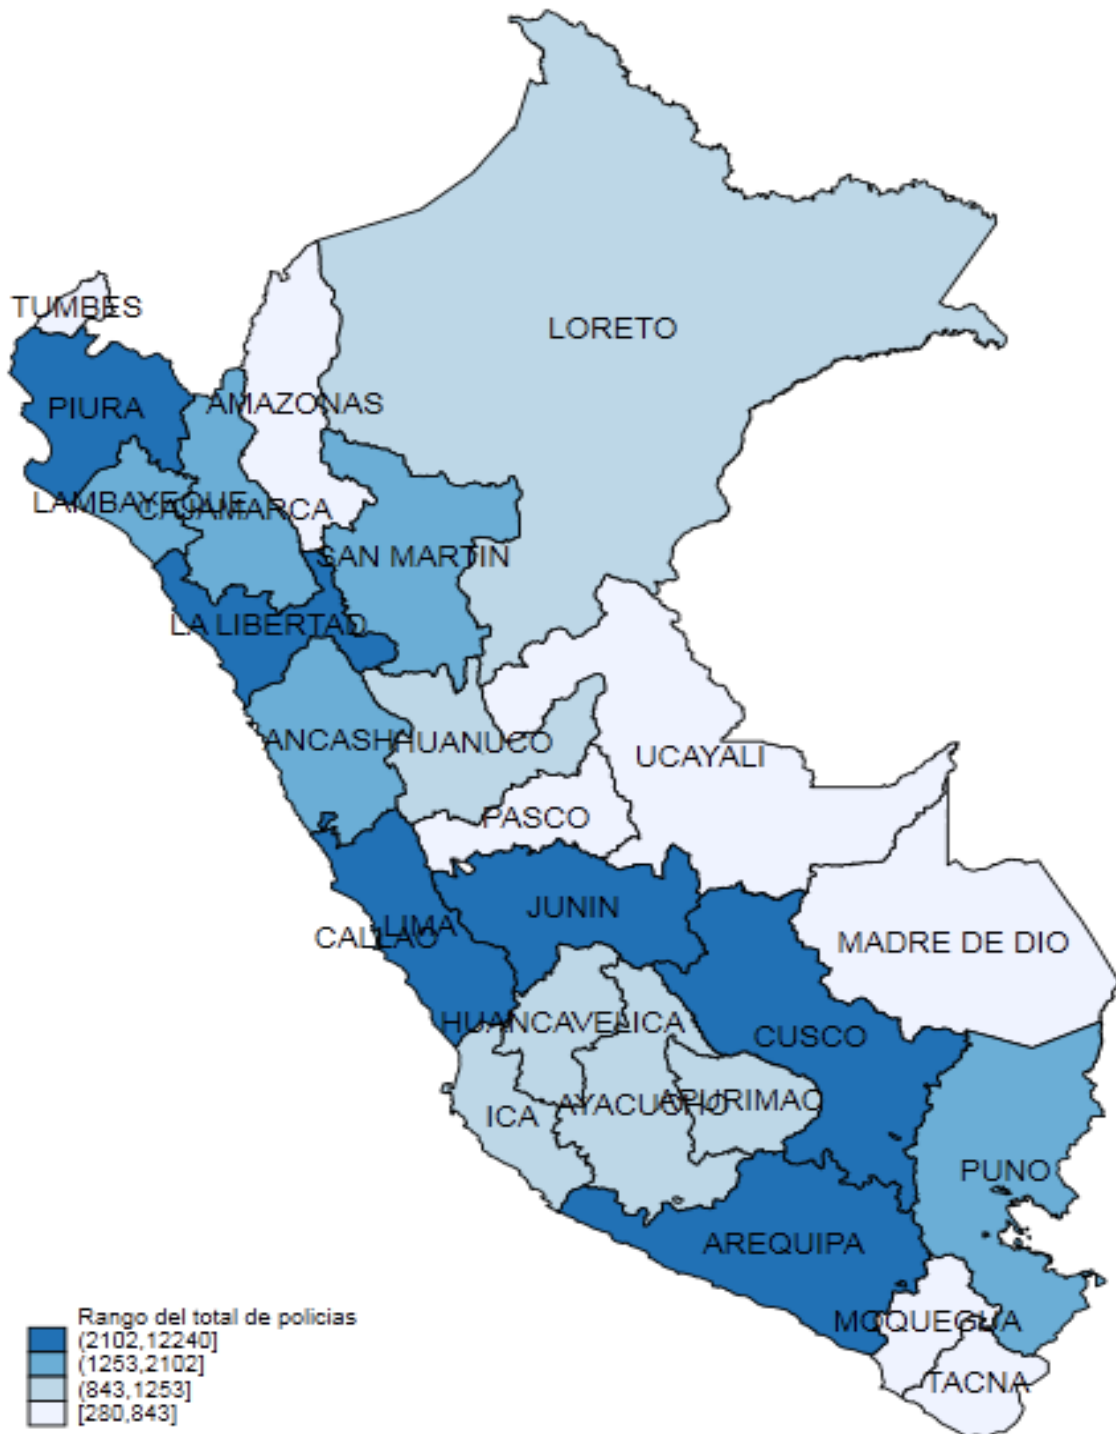 TUMBES
LORETO
PIURA
AMAZONAS
LAMBAYEQUE
CAJAMARCA
SAN MARTIN
LA LIBERTAD
ANCASH
HUANUCO
UCAYALI
PASCO
JUNIN
LIMA
CALLAO
MADRE DE DIO
HUANCAVELICA
CUSCO
ICA
AYACUCHO
APURIMAC
PUNO
AREQUIPA
MOQUEGUA
TACNA
Rango del total de policias
(2102,12240]
(1253,2102]
(843,1253]
[280,843]